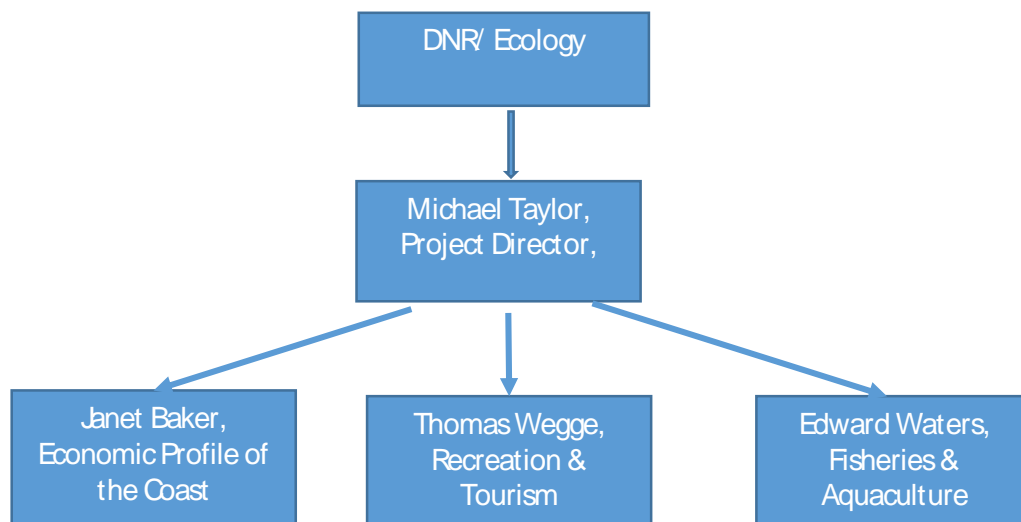 DNR/ Ecology
Michael Taylor,
Project Director,
Janet Baker,
Economic Profile of
the Coast
Thomas Wegge,
Recreation &
Tourism
Edward Waters,
Fisheries &
Aquaculture